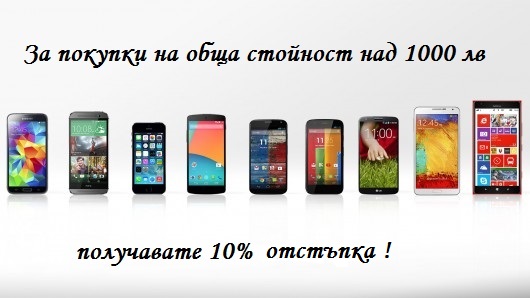 За покупки на обща стойност над 1000 лв
получавате 10% отстъпка !